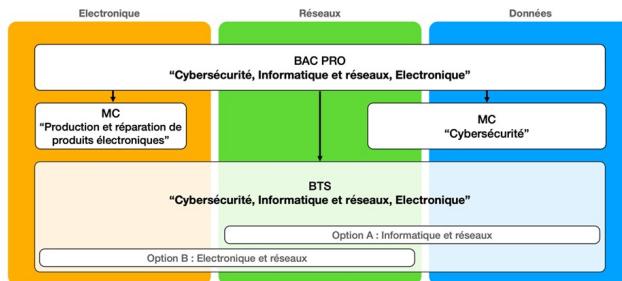 Electronique
Réseaux
Données
BAC PRO
“Cybersécurité, Informatique et réseaux, Electronique”
MC
“Production et réparation de
produits électroniques”
MC
“Cybersécurité”
BTS
“Cybersécurité, Informatique et réseaux, Electronique”
Option A : Informatique et réseaux
Option B : Electronique et réseaux